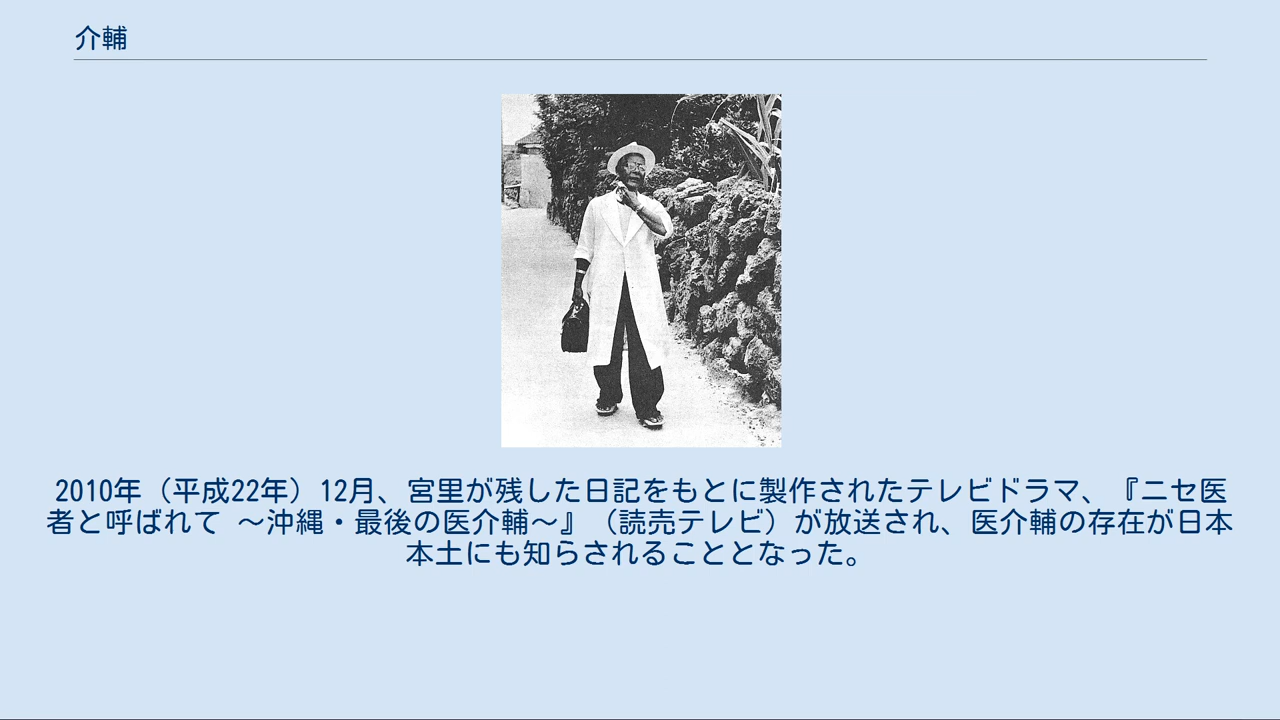 介輔
2010年（平成22年）12月、宮里が残した日記をもとに製作されたテレビドラマ、『ニセ医
者と呼ばれて ～沖縄・最後の医介輔～』（読売テレビ）が放送され、医介輔の存在が日本
本土にも知らされることとなった。